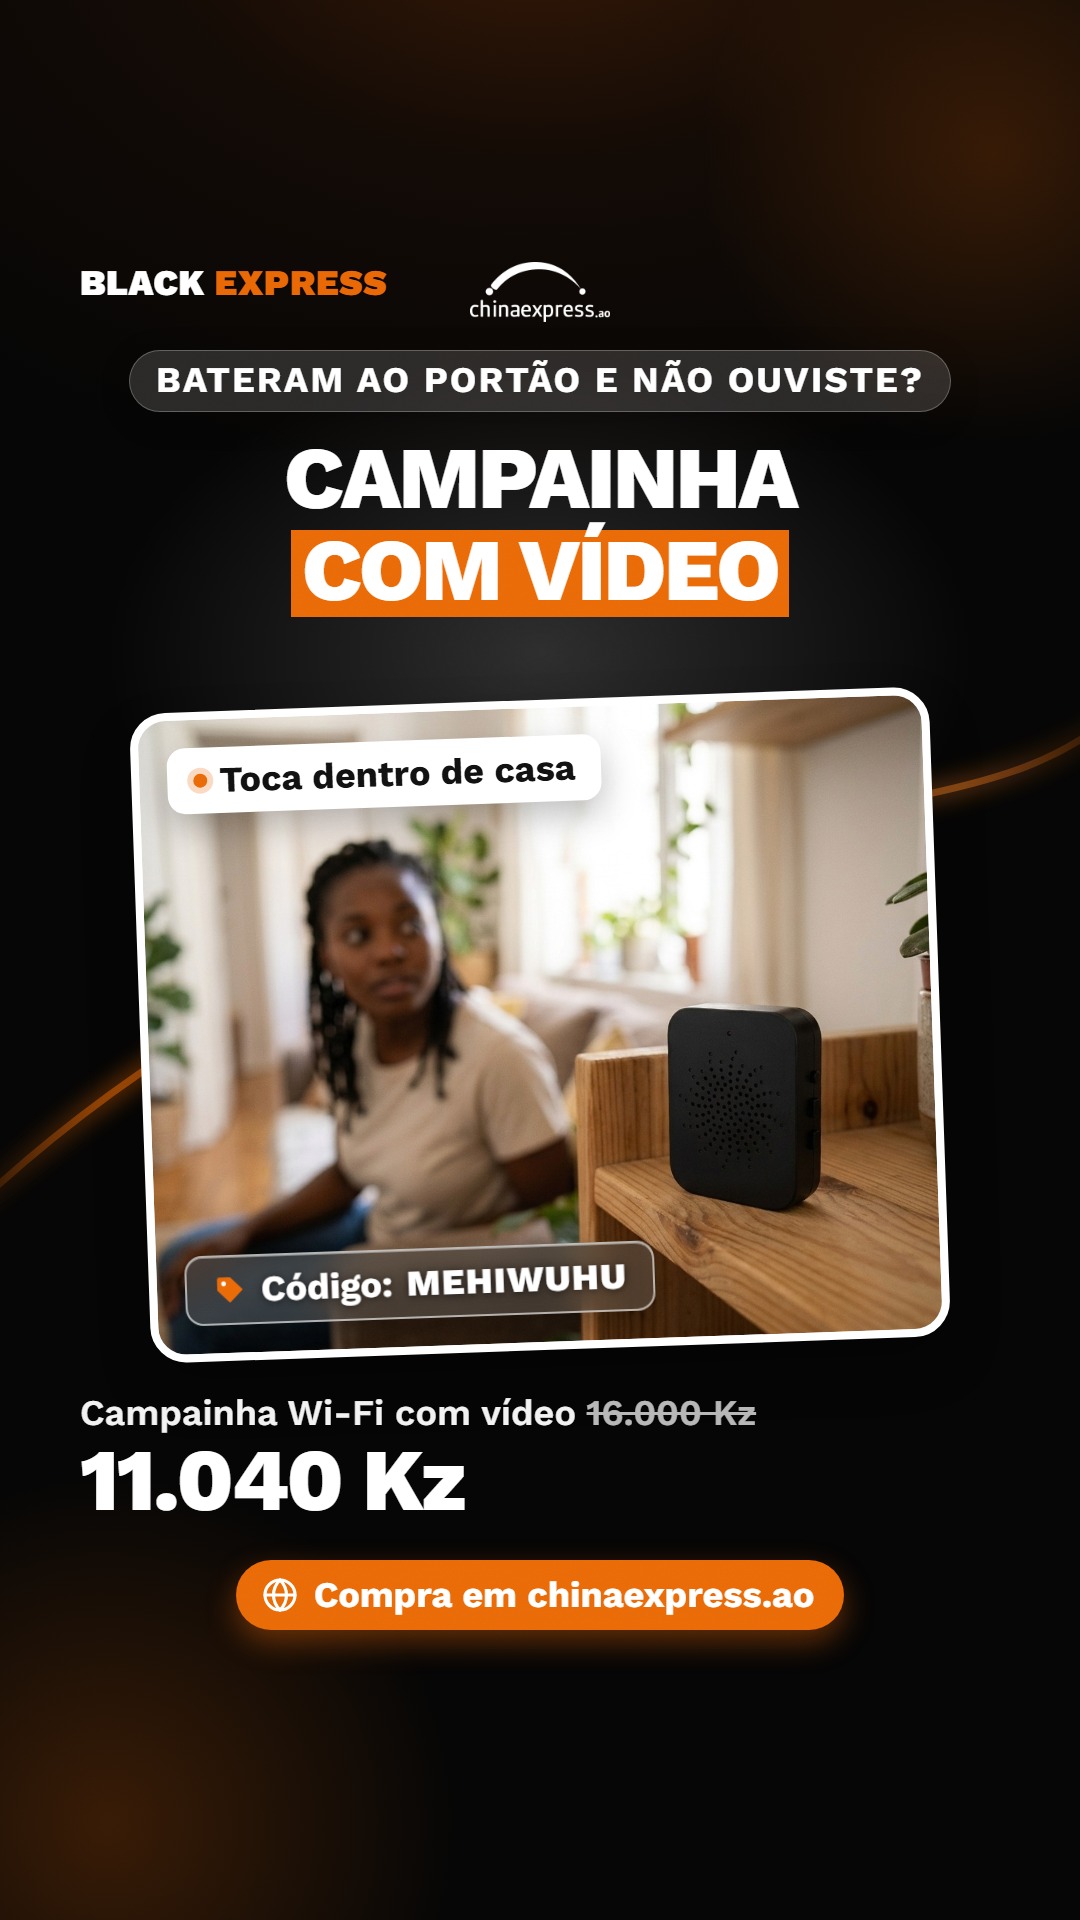 BLACK EXPRESS
chinaexpress.ao
BATERAM AO PORTÃO E NÃO OUVISTE?
CAMPAINHA
COM VÍDEO
Toca dentro de casa
Código: MEHIWUHU
Campainha Wi-Fi com vídeo 16.000 Kz
11.040 Kz
Compra em chinaexpress.ao